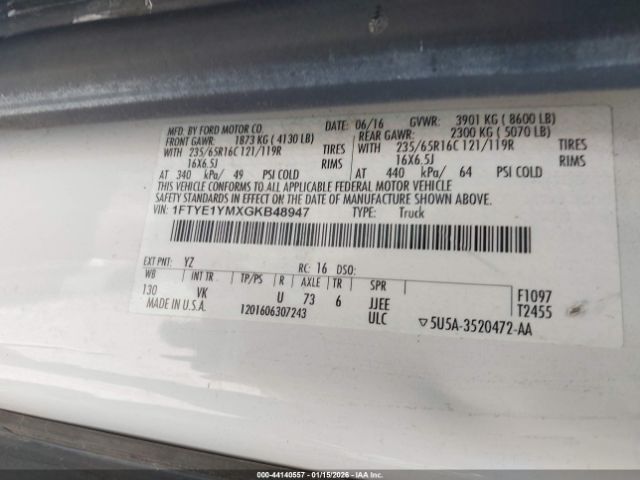 MFD. BY FORD MOTOR CO. DATE: 06/16 GVWR: 3901 KG ( 8600 LB)
FRONT GAWR: 1873 KG ( 4130 LB) REAR GAWR: 2300 KG ( 5070 LB)
WITH 235/65R16C 121/119R TIRES WITH 235/65R16C 121/119R TIRES
16X6.5J RIMS 16X6.5J RIMS
AT 340 kPa/ 49 PSI COLD AT 440 kPa/ 64 PSI COLD
THIS VEHICLE CONFORMS TO ALL APPLICABLE FEDERAL MOTOR VEHICLE
SAFETY STANDARDS IN EFFECT ON THE DATE OF MANUFACTURE SHOWN ABOVE.
VIN: 1FTYE1YMXGKB48947 TYPE: Truck
EXT PNT: YZ RC: 16 DSO:
WB INT TR TP/PS R AXLE TR SPR
130 VK U 73 6 JJEE F1097
MADE IN U.S.A. 1201606307243 ULC T2455
▽5U5A-3520472-AA
000-44140557 — 01/15/2026 — IAAI.COM